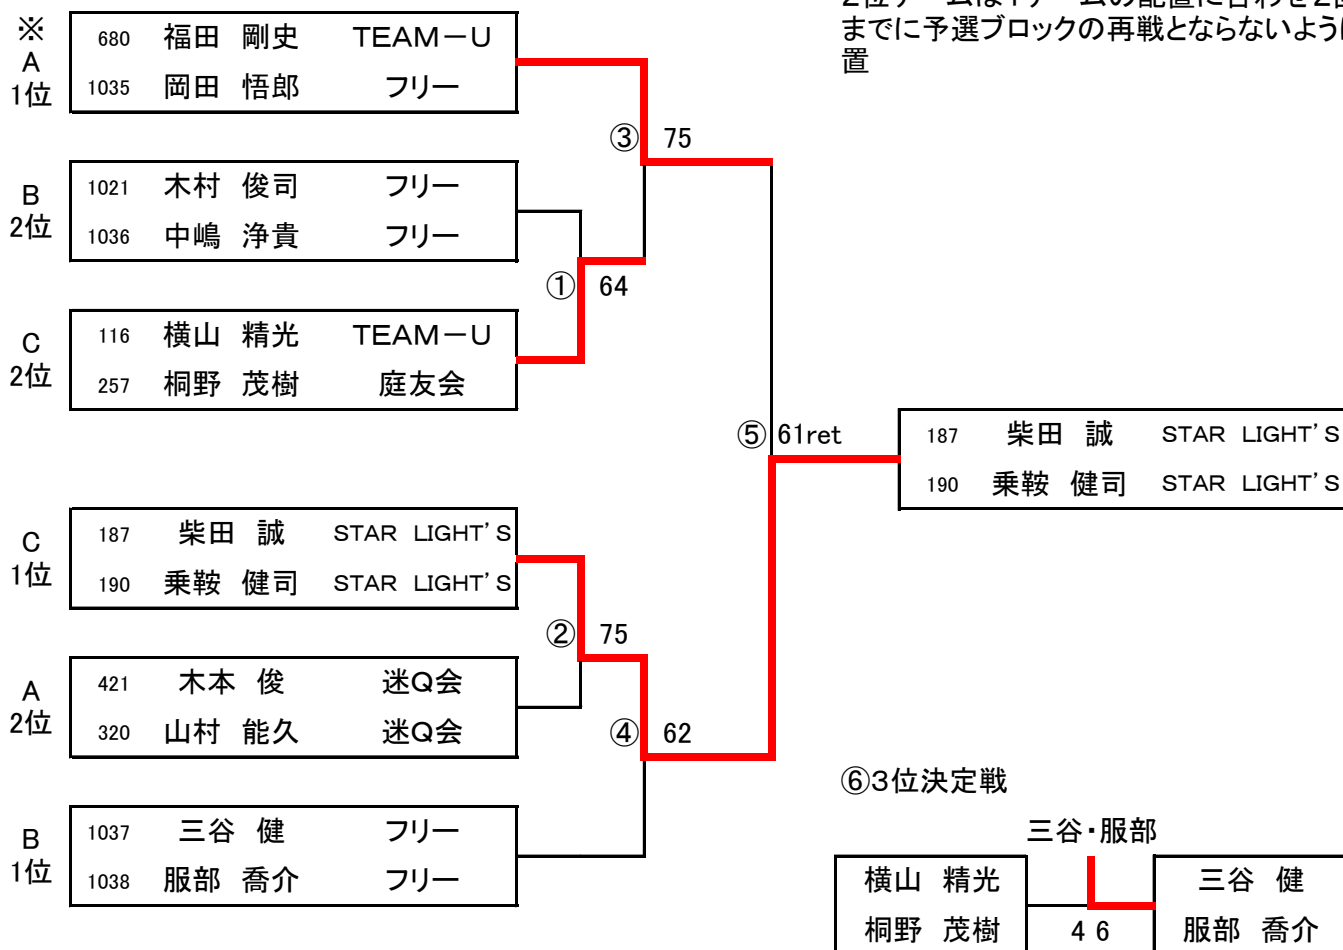 までに予選ブロックの再戦とならないように
置
※
A
1位
680 福田 剛史 TEAM－U
1035 岡田 悟郎 フリー
③ 75
B
2位
1021 木村 俊司 フリー
1036 中嶋 浄貴 フリー
① 64
C
2位
116 横山 精光 TEAM－U
257 桐野 茂樹 庭友会
⑤ 61ret
187 柴田 誠 STAR LIGHT'S
190 乗鞍 健司 STAR LIGHT'S
C
1位
187 柴田 誠 STAR LIGHT'S
190 乗鞍 健司 STAR LIGHT'S
② 75
A
2位
421 木本 俊 迷Q会
320 山村 能久 迷Q会
④ 62
⑥3位決定戦
B
1位
1037 三谷 健 フリー
1038 服部 喬介 フリー
三谷・服部
横山 精光
桐野 茂樹
4 6
三谷 健
服部 喬介